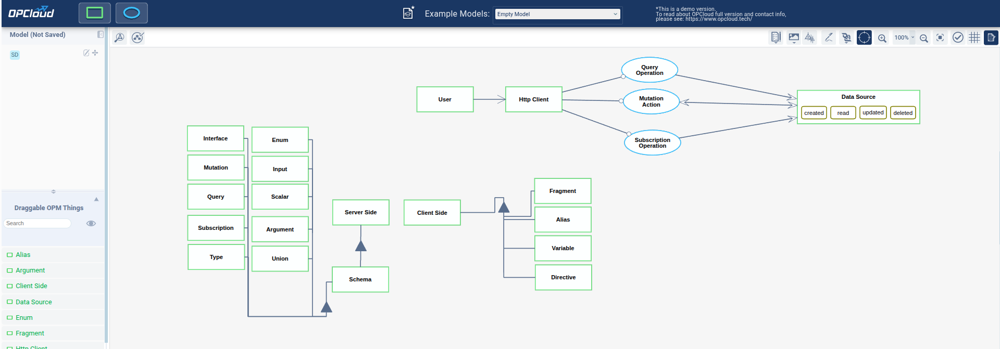 OPCloud
Example Models:
Empty Model
*This is a demo version.
To read about OPCloud full version and contact info,
please see: https://www.opcloud.tech/
Model (Not Saved)
100%
SD
Draggable OPM Things
Search
Alias
Argument
Client Side
Data Source
Enum
Fragment
Http Client
User
Http Client
Query
Operation
Mutation
Action
Subscription
Operation
Data Source
created
read
updated
deleted
Interface
Enum
Mutation
Input
Query
Scalar
Subscription
Argument
Type
Union
Server Side
Schema
Client Side
Fragment
Alias
Variable
Directive